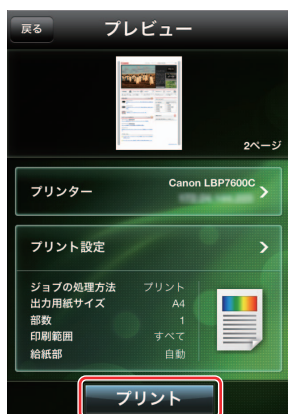 戻る
プレビュー
2ページ
プリンター
Canon LBP7600C
プリント設定
ジョブの処理方法 プリント
出力用紙サイズ A4
部数 1
印刷範囲 すべて
給紙部 自動
プリント